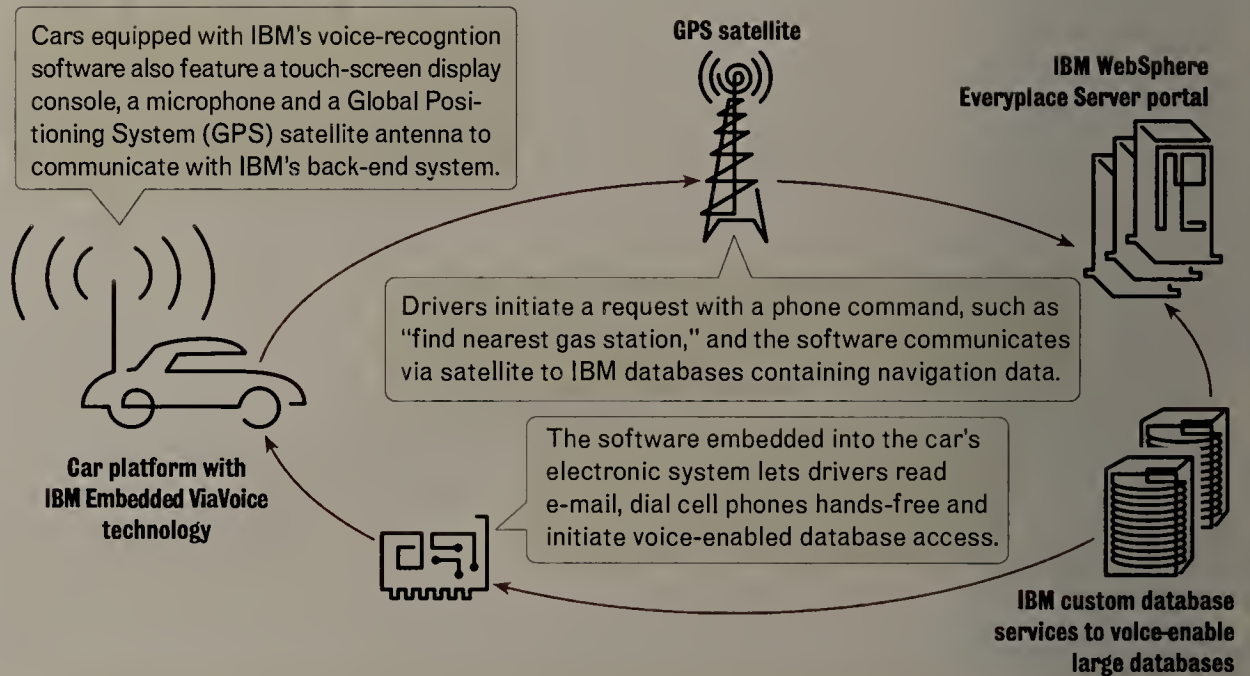 Cars equipped with IBM's voice-recogntion
software also feature a touch-screen display
console, a microphone and a Global Posi-
tioning System (GPS) satellite antenna to
communicate with IBM's back-end system.
GPS satellite
IBM WebSphere
Everyplace Server portal
Drivers initiate a request with a phone command, such as
"find nearest gas station," and the software communicates
via satellite to IBM databases containing navigation data.
Car platform with
IBM Embedded ViaVoice
technology
The software embedded into the car's
electronic system lets drivers read
e-mail, dial cell phones hands-free and
initiate voice-enabled database access.
IBM custom database
services to voice-enable
large databases